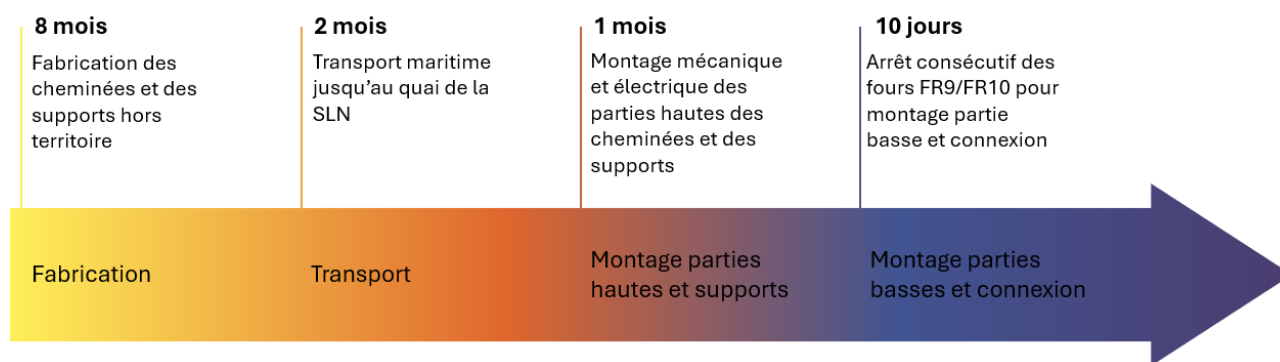 8 mois
Fabrication des
cheminées et des
supports hors
territoire
2 mois
Transport maritime
jusqu’au quai de la
SLN
1 mois
Montage mécanique
et électrique des
parties hautes des
cheminées et des
supports
10 jours
Arrêt consécutif des
fours FR9/FR10 pour
montage partie
basse et connexion
Fabrication
Transport
Montage parties
hautes et supports
Montage parties
basses et connexion